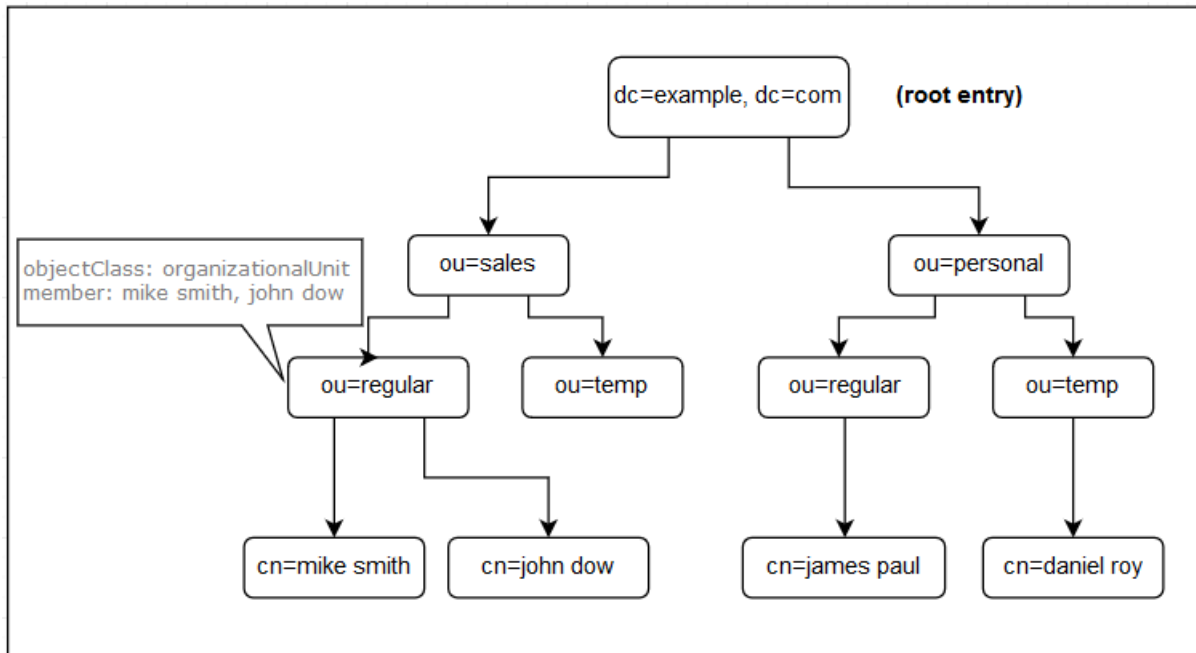 dc=example, dc=com
(root entry)
ou=sales
ou=personal
objectClass: organizationalUnit
member: mike smith, john dow
ou=regular
ou=temp
ou=regular
ou=temp
cn=mike smith
cn=john dow
cn=james paul
cn=daniel roy